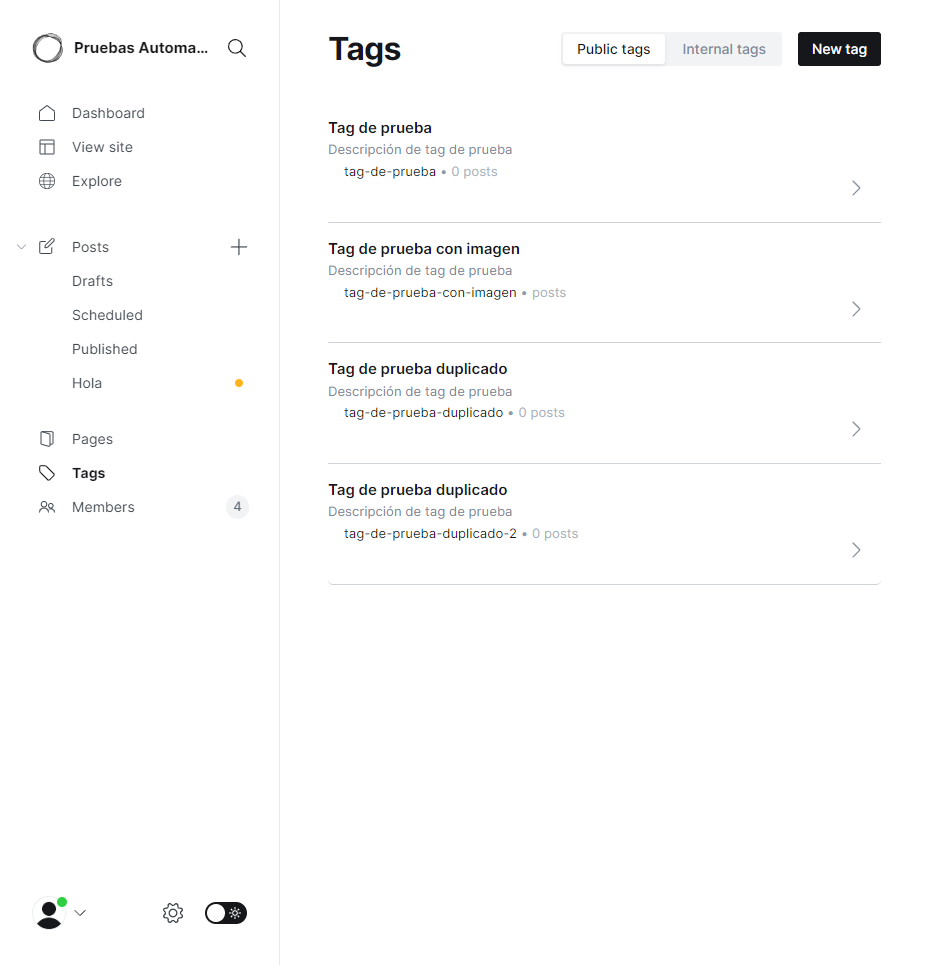 Pruebas Automa...
Dashboard
View site
Explore
Posts
Drafts
Scheduled
Published
Hola
Pages
Tags
Members 4
Tags
Public tags Internal tags New tag
Tag de prueba
Descripción de tag de prueba
tag-de-prueba • 0 posts
Tag de prueba con imagen
Descripción de tag de prueba
tag-de-prueba-con-imagen • posts
Tag de prueba duplicado
Descripción de tag de prueba
tag-de-prueba-duplicado • 0 posts
Tag de prueba duplicado
Descripción de tag de prueba
tag-de-prueba-duplicado-2 • 0 posts